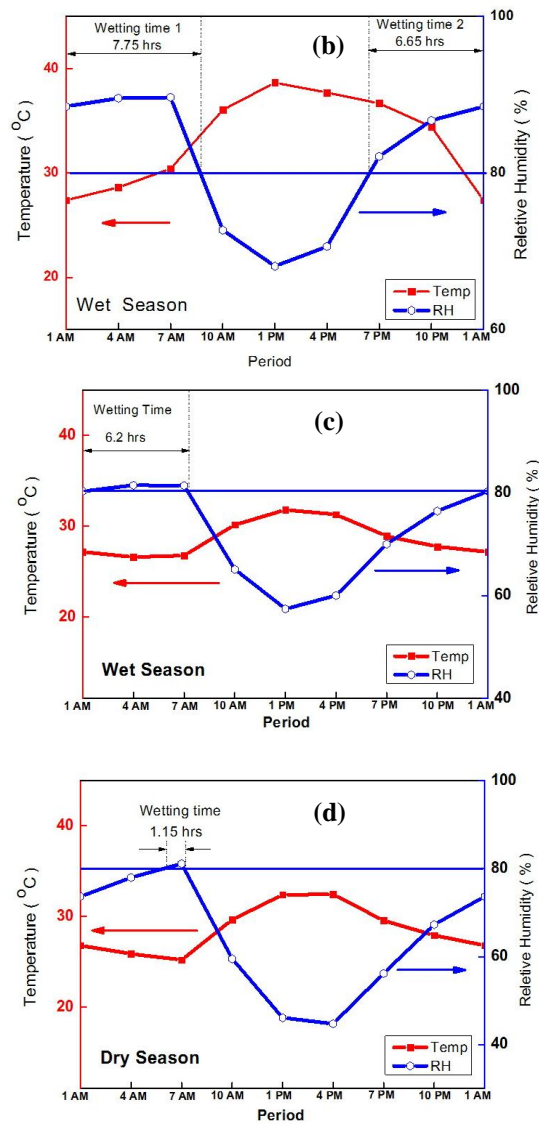 Wetting time 1
7.75 hrs
(b)
Wetting time 2
6.65 hrs
100
40
30
20
80
60
Temperature ( °C)
Reletive Humidity ( % )
Wet Season
Temp
RH
1 AM 4 AM 7 AM 10 AM 1 PM 4 PM 7 PM 10 PM 1 AM
Period
Wetting Time
6.2 hrs
(c)
100
40
30
20
80
60
40
Temperature ( °C)
Reletive Humidity ( % )
Wet Season
Temp
RH
1 AM 4 AM 7 AM 10 AM 1 PM 4 PM 7 PM 10 PM 1 AM
Period
Wetting time
1.15 hrs
(d)
100
40
30
20
80
60
40
Temperature ( °C)
Reletive Humidity ( % )
Dry Season
Temp
RH
1 AM 4 AM 7 AM 10 AM 1 PM 4 PM 7 PM 10 PM 1 AM
Period